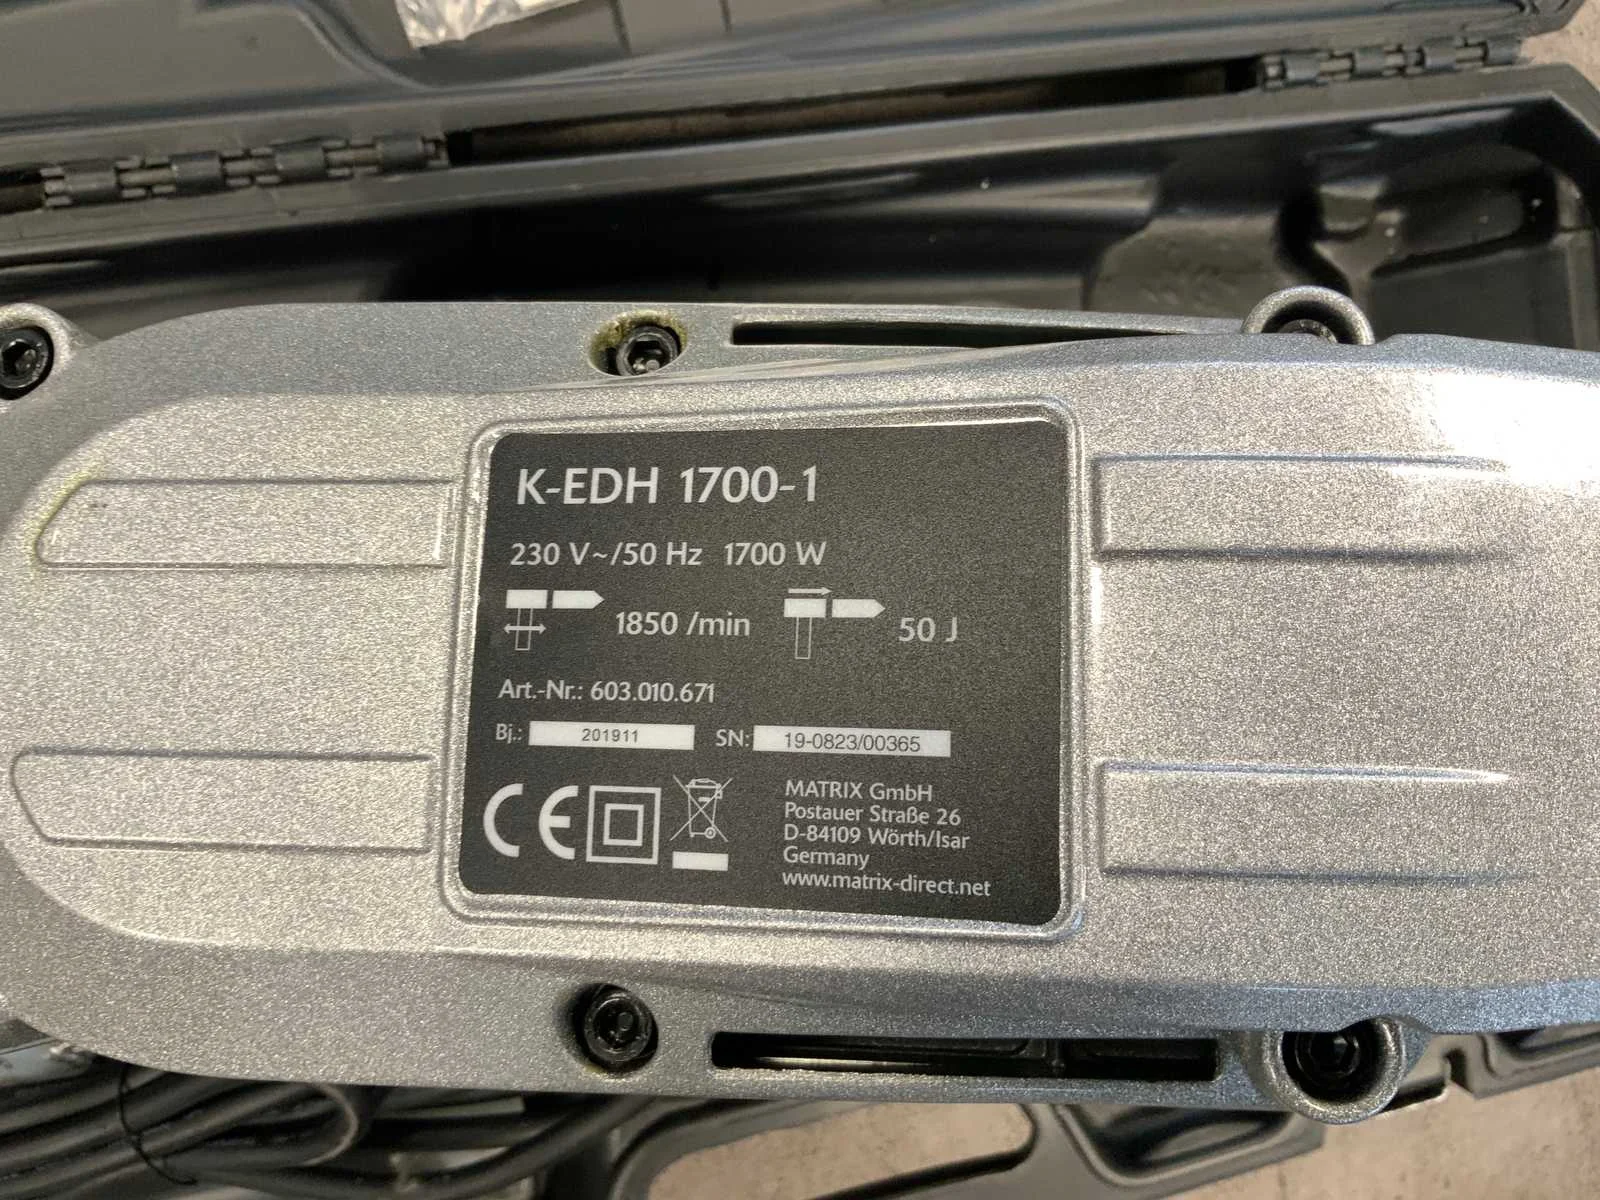 K-EDH 1700-1
230 V~/50 Hz 1700 W
1850 /min 50 J
Art.-Nr.: 603.010.671
Bj.: 201911 SN: 19-0823/00365
CE
MATRIX GmbH
Postauer Straße 26
D-84109 Wörth/Isar
Germany
www.matrix-direct.net